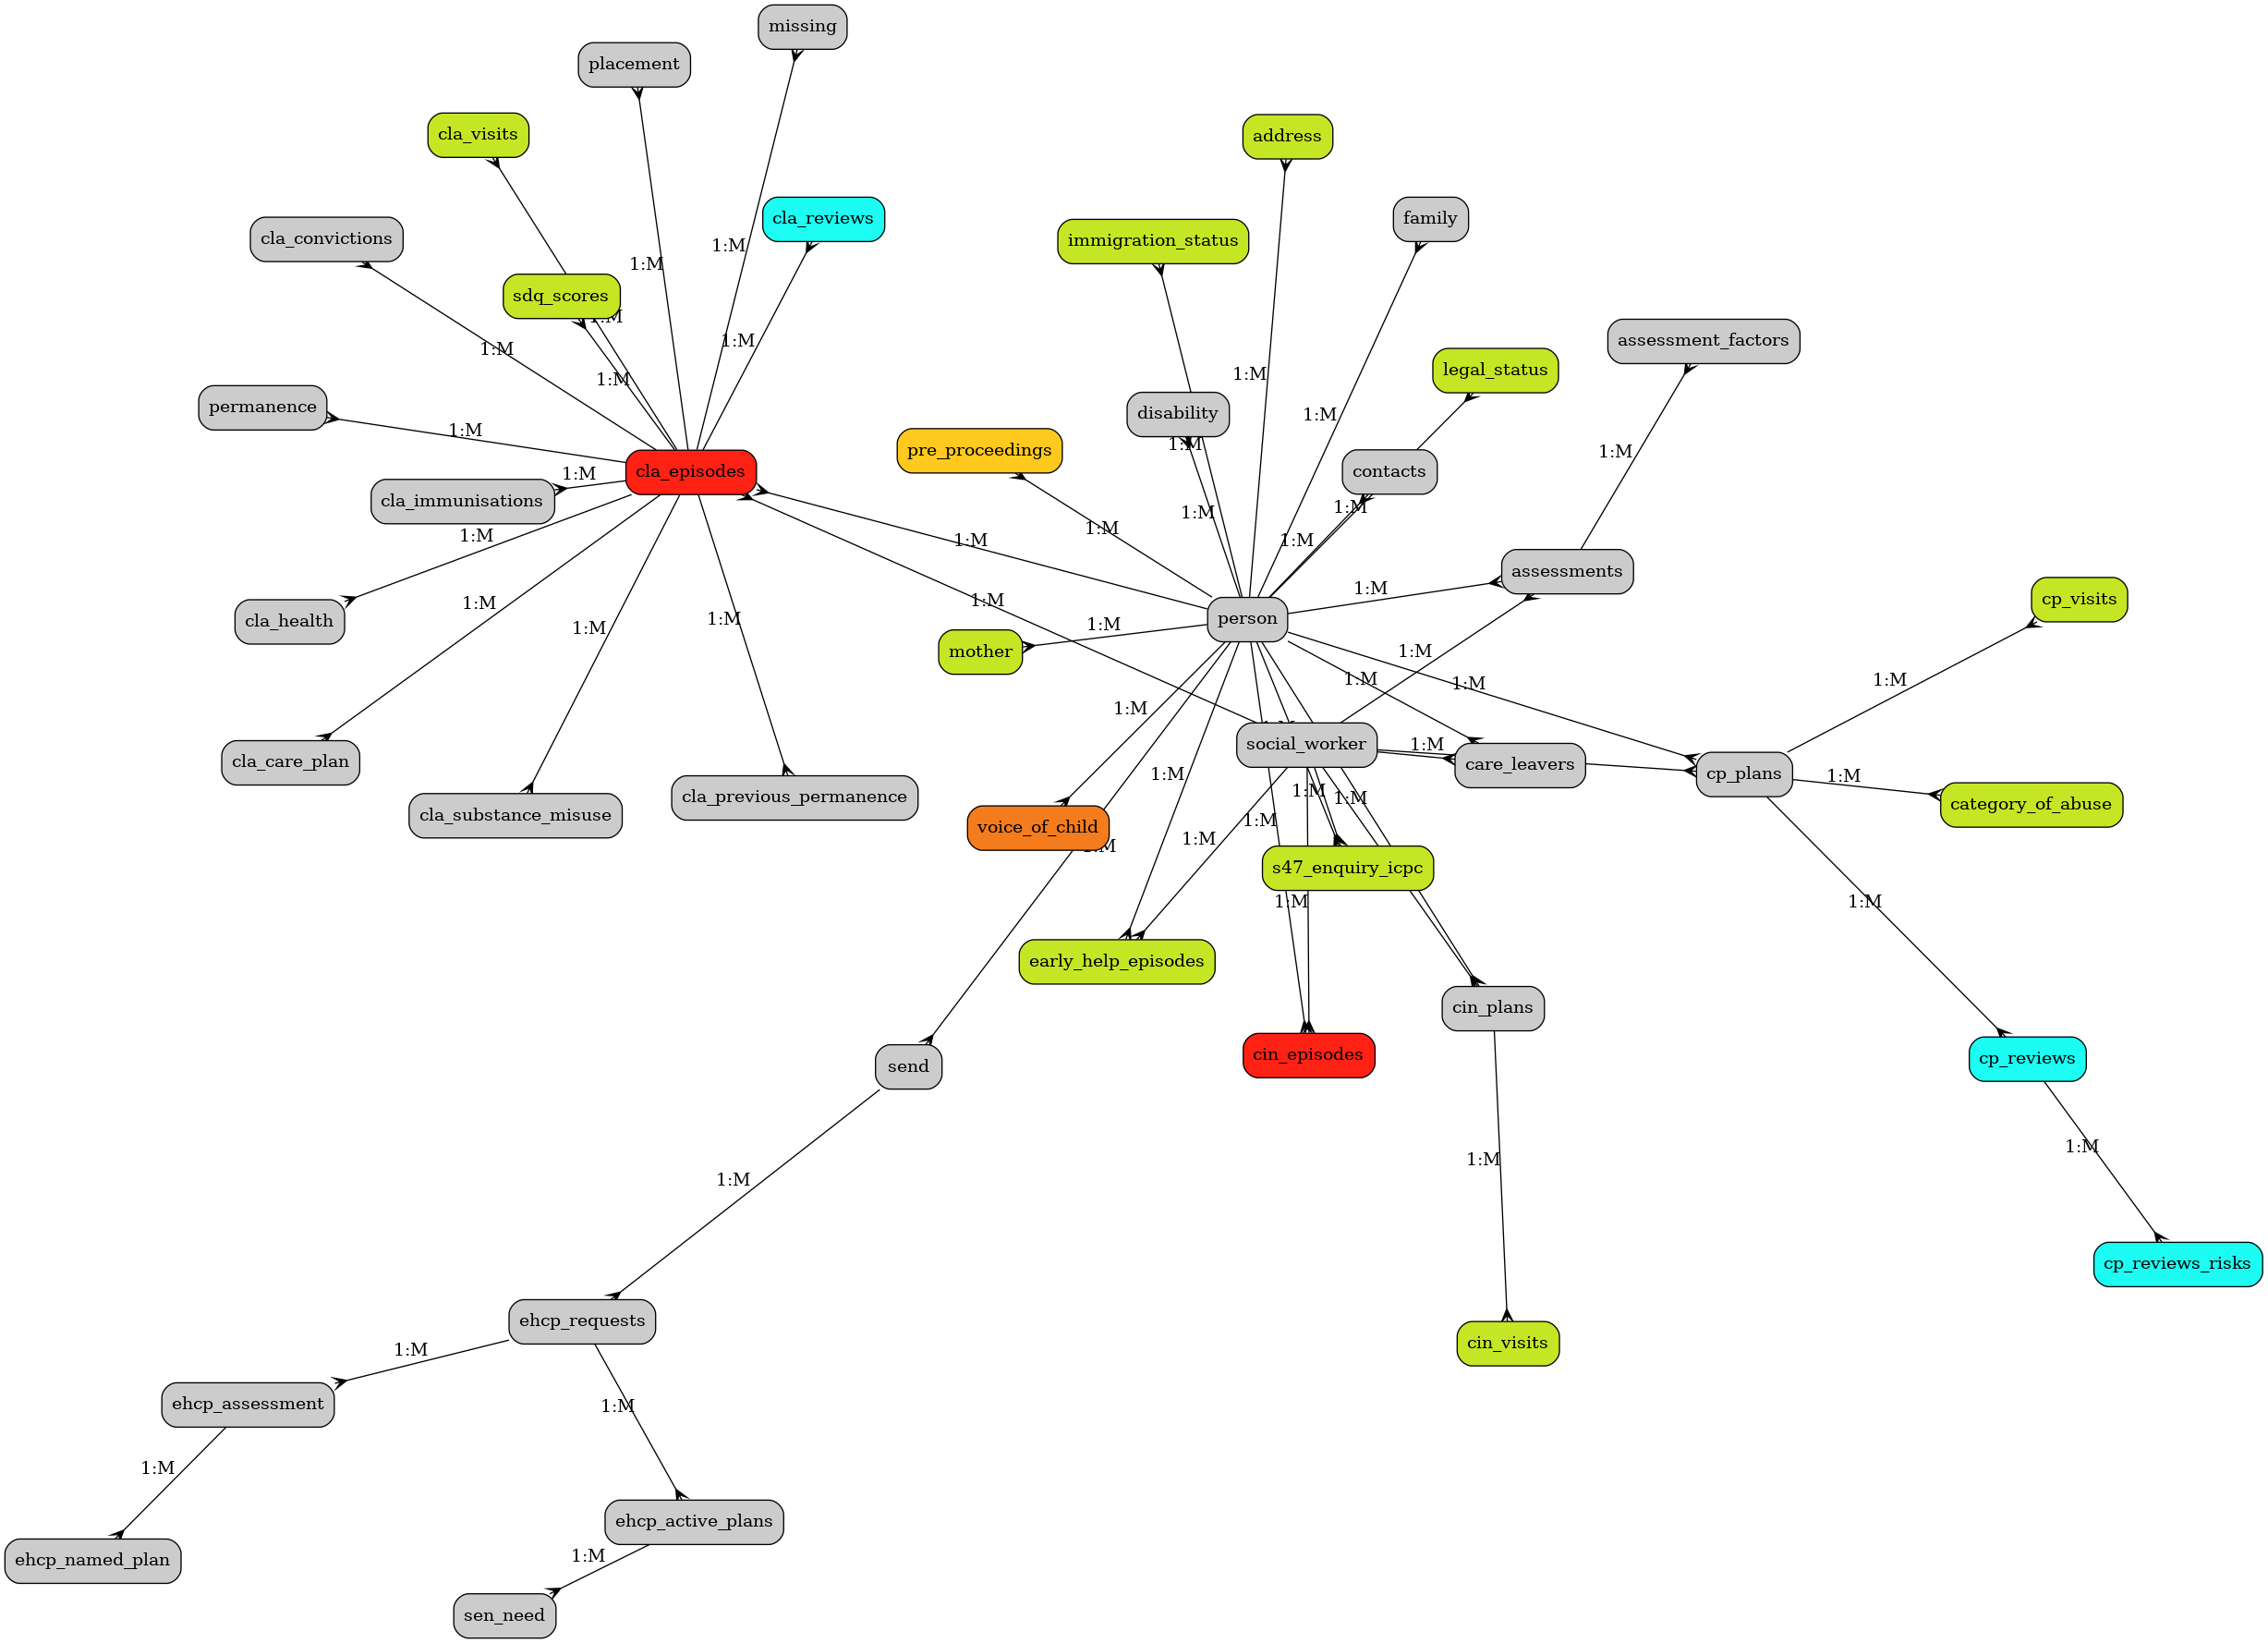 missing
placement
cla_visits
address
cla_reviews
family
cla_convictions
immigration_status
1:M
1:M
sdq_scores
1:M
assessment_factors
1:M
1:M
legal_status
1:M
1:M
1:M
permanence
disability
1:M
1:M
1:M
pre_proceedings
1:M
contacts
cla_episodes
1:M
cla_immunisations
1:M
1:M
1:M
1:M
1:M
1:M
assessments
1:M
1:M
cp_visits
1:M
1:M
cla_health
1:M
1:M
person
1:M
mother
1:M
1:M
1:M
1:M
1:M
social_worker
1:M
cla_care_plan
care_leavers
cp_plans
1:M
1:M
1:M
1:M
cla_previous_permanence
category_of_abuse
cla_substance_misuse
1:M
voice_of_child
1:M
1:M
s47_enquiry_icpc
1:M
1:M
early_help_episodes
cin_plans
cin_episodes
cp_reviews
send
1:M
1:M
1:M
cp_reviews_risks
ehcp_requests
cin_visits
1:M
ehcp_assessment
1:M
1:M
ehcp_active_plans
1:M
ehcp_named_plan
sen_need